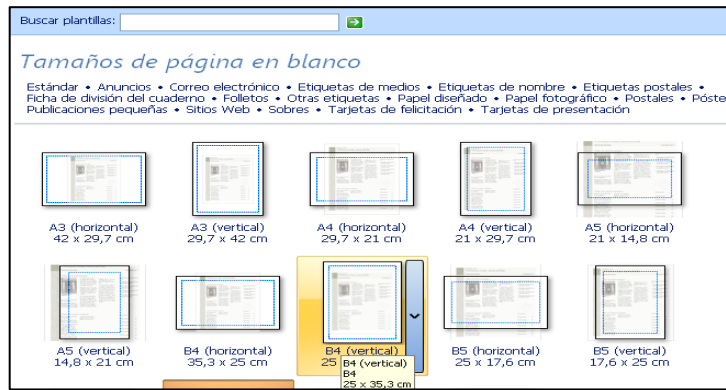 Buscar plantillas:
Tamaños de página en blanco
Estándar • Anuncios • Correo electrónico • Etiquetas de medios • Etiquetas de nombre • Etiquetas postales •
Ficha de división del cuaderno • Folletos • Otras etiquetas • Papel diseñado • Papel fotográfico • Postales • Póste
Publicaciones pequeñas • Sitios Web • Sobres • Tarjetas de felicitación • Tarjetas de presentación
A3 (horizontal) A3 (vertical) A4 (horizontal) A4 (vertical) A5 (horizontal)
42 x 29,7 cm 29,7 x 42 cm 29,7 x 21 cm 21 x 29,7 cm 21 x 14,8 cm
A5 (vertical) B4 (horizontal) B4 (vertical) B5 (horizontal) B5 (vertical)
14,8 x 21 cm 35,3 x 25 cm 25 25 x 17,6 cm 17,6 x 25 cm
B4 (vertical)
B4
25 x 35,3 cm